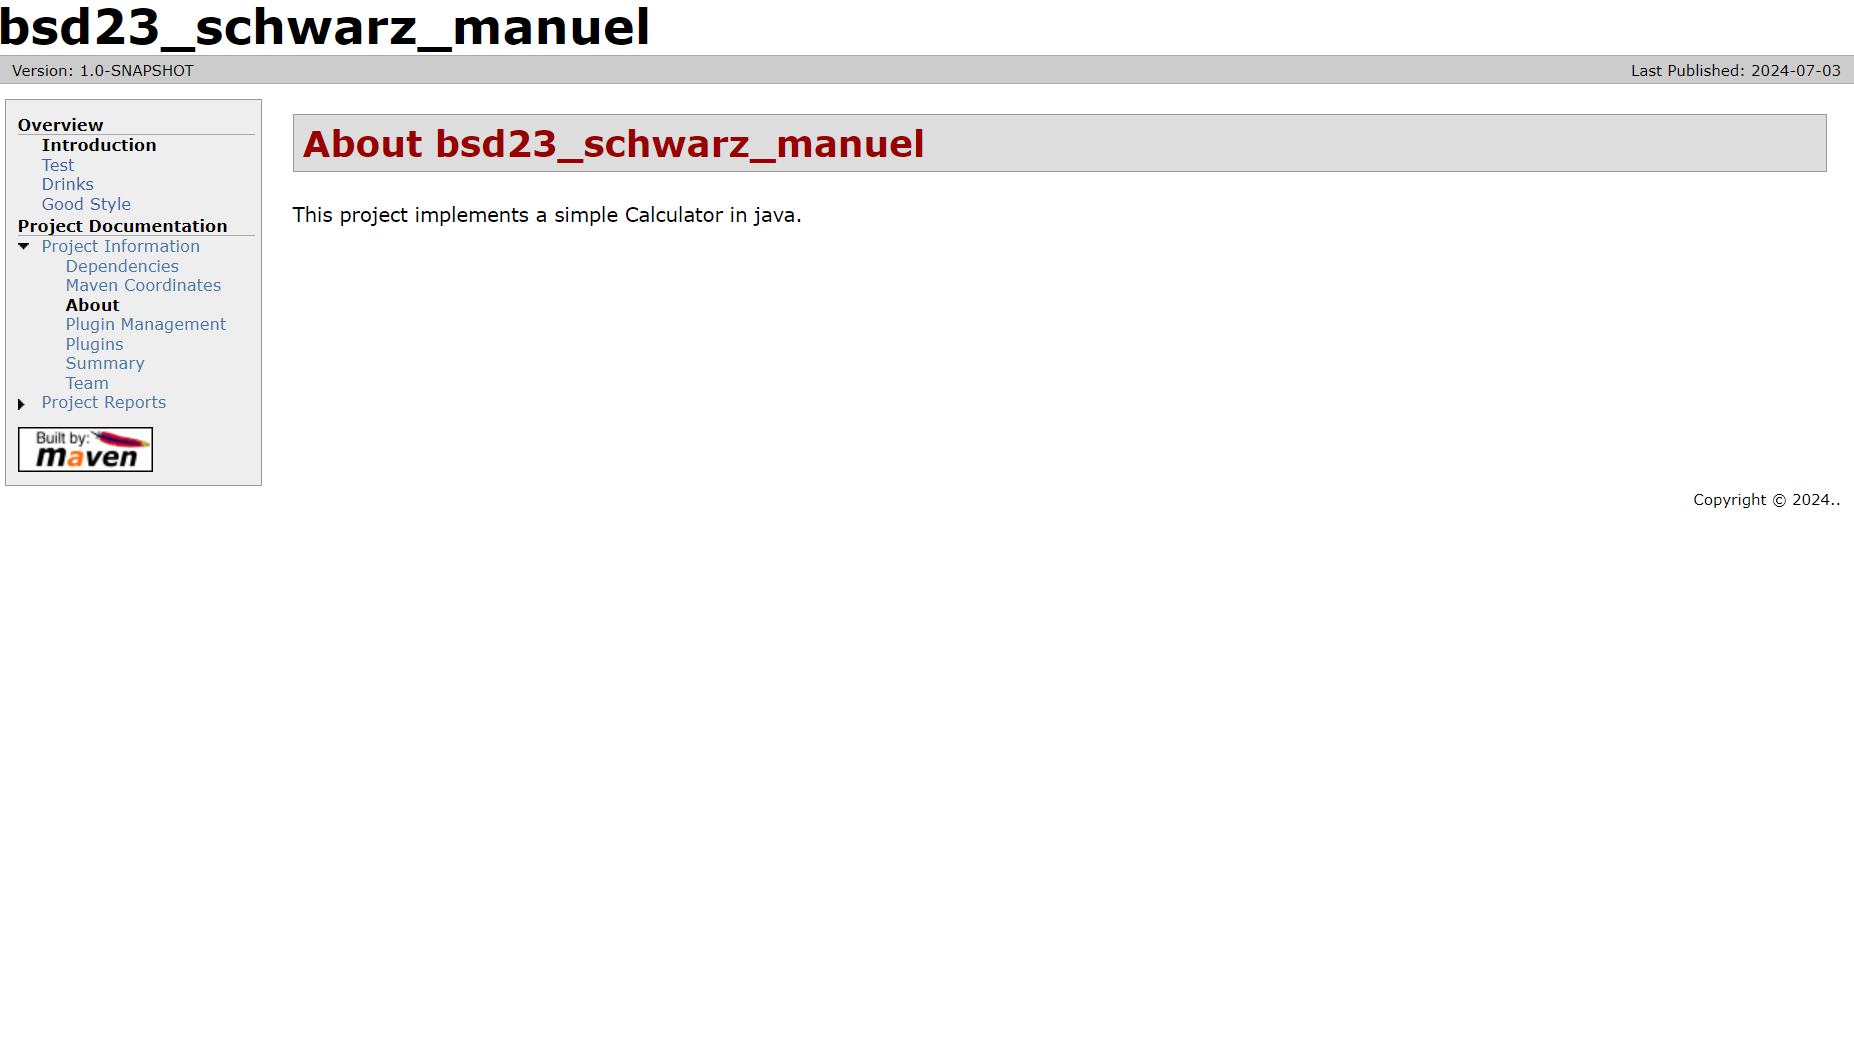 bsd23_schwarz_manuel
Version: 1.0-SNAPSHOT
Last Published: 2024-07-03
Overview
Introduction
Test
Drinks
Good Style
Project Documentation
Project Information
Dependencies
Maven Coordinates
About
Plugin Management
Plugins
Summary
Team
Project Reports
Built by:
maven
About bsd23_schwarz_manuel
This project implements a simple Calculator in java.
Copyright © 2024..